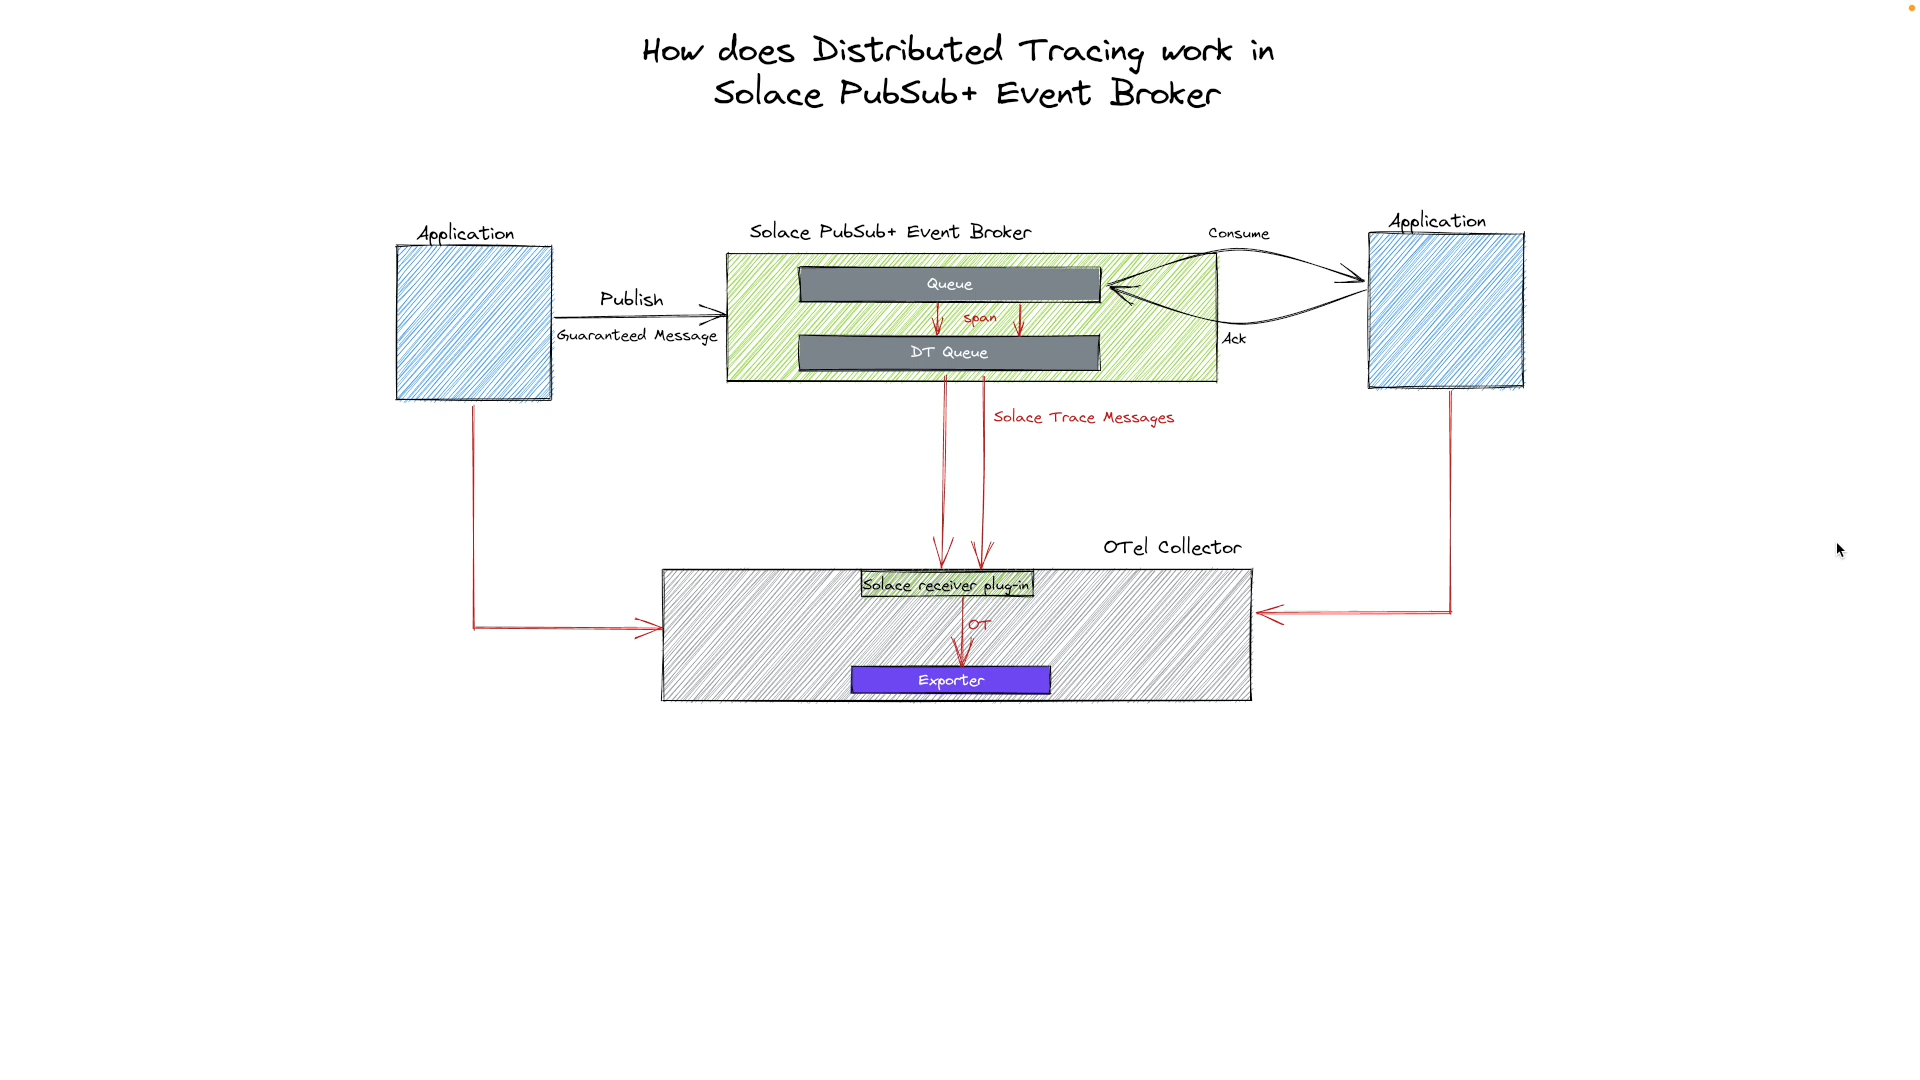 How does Distributed Tracing work in
Solace PubSub+ Event Broker
Application
Solace PubSub+ Event Broker
Consume
Application
Queue
Publish
span
Guaranteed Message
Ack
DT Queue
Solace Trace Messages
OTel Collector
Solace receiver plug-in
OT
Exporter